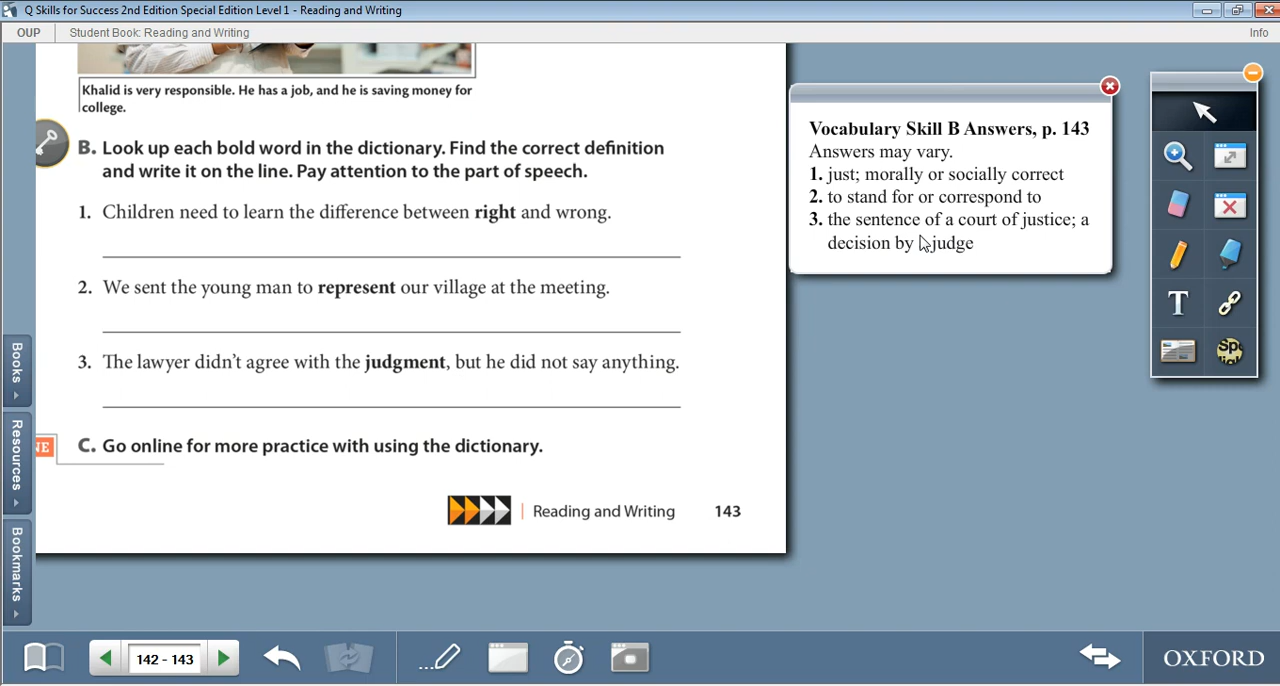 Q Skills for Success 2nd Edition Special Edition Level 1 - Reading and Writing
OUP
Student Book: Reading and Writing
Info
Khalid is very responsible. He has a job, and he is saving money for
college.
B. Look up each bold word in the dictionary. Find the correct definition
and write it on the line. Pay attention to the part of speech.
1. Children need to learn the difference between right and wrong.
2. We sent the young man to represent our village at the meeting.
3. The lawyer didn't agree with the judgment, but he did not say anything.
NE
C. Go online for more practice with using the dictionary.
Reading and Writing 143
Vocabulary Skill B Answers, p. 143
Answers may vary.
1. just; morally or socially correct
2. to stand for or correspond to
3. the sentence of a court of justice; a
decision by judge
T
Books
Resources
Bookmarks
142 - 143
OXFORD